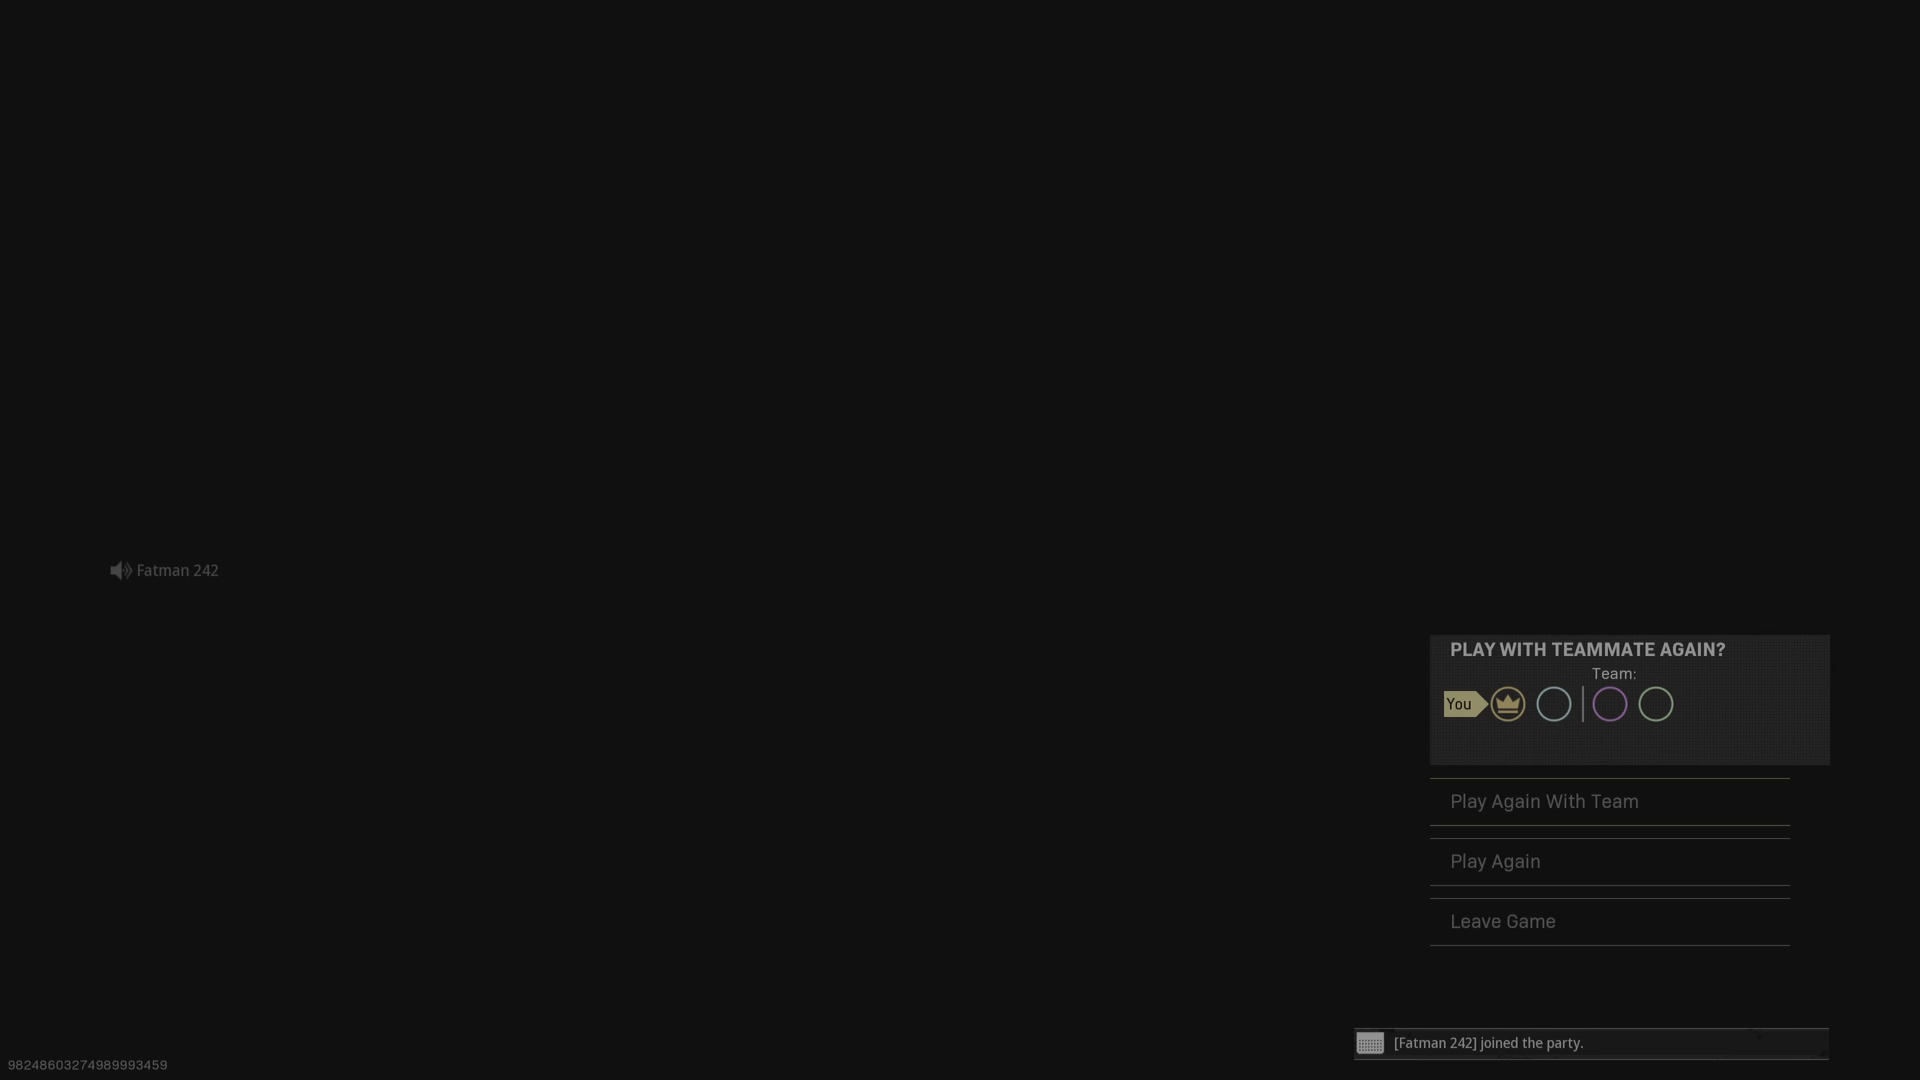 Fatman 242
PLAY WITH TEAMMATE AGAIN?
Team:
You
Play Again With Team
Play Again
Leave Game
[Fatman 242] joined the party.
98248603274989993459